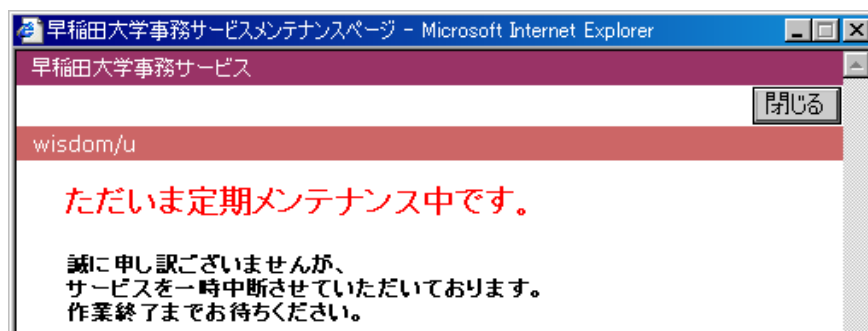 早稲田大学事務サービスメンテナンスページ - Microsoft Internet Explorer
早稲田大学事務サービス
閉じる
wisdom/u
ただいま定期メンテナンス中です。
誠に申し訳ございませんが、
サービスを一時中断させていただいております。
作業終了までお待ちください。